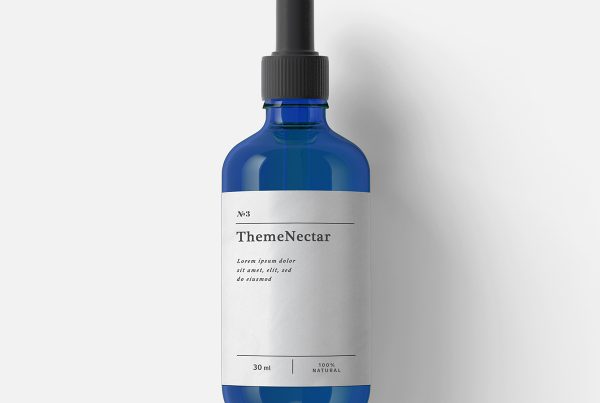 №3
ThemeNectar
Lorem ipsum dolor
sit amet, elit, sed
do eiusmod
30 ml
100%
NATURAL